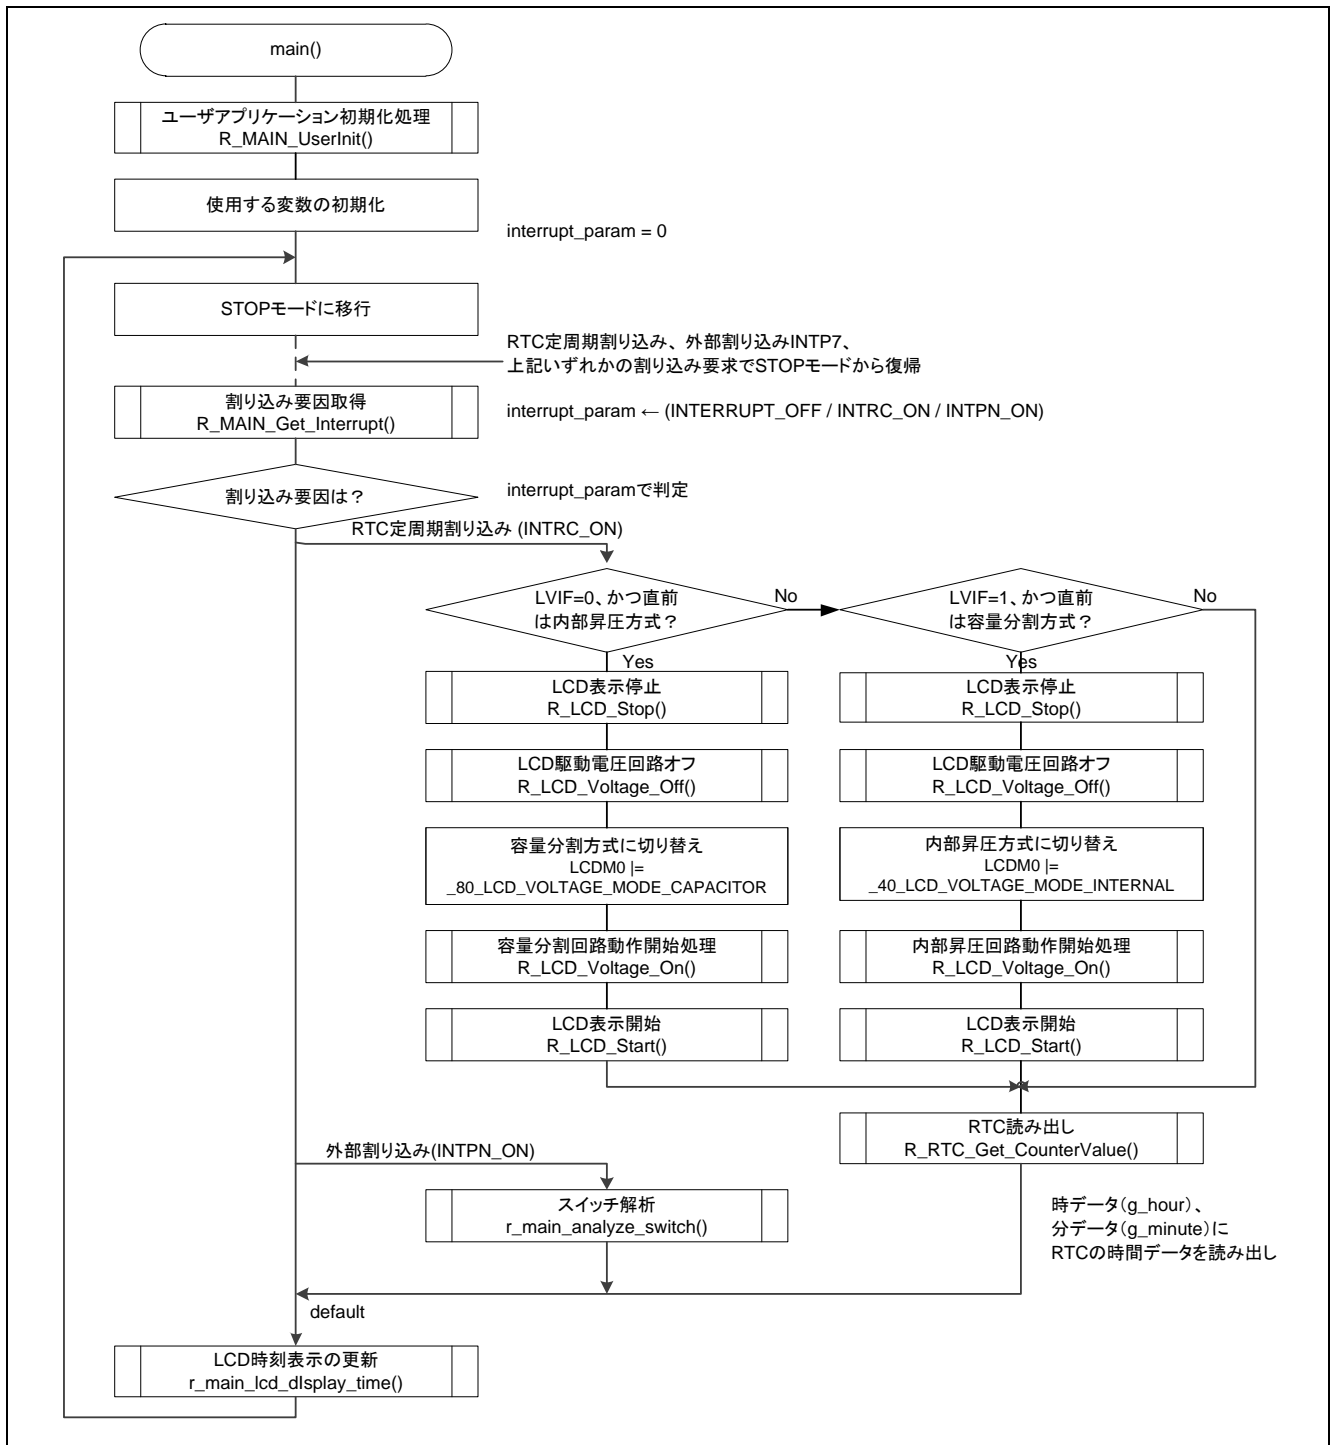 main()
ユーザアプリケーション初期化処理
R_MAIN_UserInit()
使用する変数の初期化
interrupt_param = 0
STOPモードに移行
RTC定周期割り込み、外部割り込みINTP7、
上記いずれかの割り込み要求でSTOPモードから復帰
割り込み要因取得
R_MAIN_Get_Interrupt()
interrupt_param ← (INTERRUPT_OFF / INTRC_ON / INTPN_ON)
割り込み要因は？
interrupt_paramで判定
RTC定周期割り込み (INTRC_ON)
LVIF=0、かつ直前
は内部昇圧方式？
No
LVIF=1、かつ直前
は容量分割方式？
No
Yes
Yes
LCD表示停止
R_LCD_Stop()
LCD表示停止
R_LCD_Stop()
LCD駆動電圧回路オフ
R_LCD_Voltage_Off()
LCD駆動電圧回路オフ
R_LCD_Voltage_Off()
容量分割方式に切り替え
LCDM0 |=
_80_LCD_VOLTAGE_MODE_CAPACITOR
内部昇圧方式に切り替え
LCDM0 |=
_40_LCD_VOLTAGE_MODE_INTERNAL
容量分割回路動作開始処理
R_LCD_Voltage_On()
内部昇圧回路動作開始処理
R_LCD_Voltage_On()
LCD表示開始
R_LCD_Start()
LCD表示開始
R_LCD_Start()
RTC読み出し
R_RTC_Get_CounterValue()
外部割り込み(INTPN_ON)
スイッチ解析
r_main_analyze_switch()
時データ（g_hour）、
分データ（g_minute）に
RTCの時間データを読み出し
default
LCD時刻表示の更新
r_main_lcd_dIsplay_time()